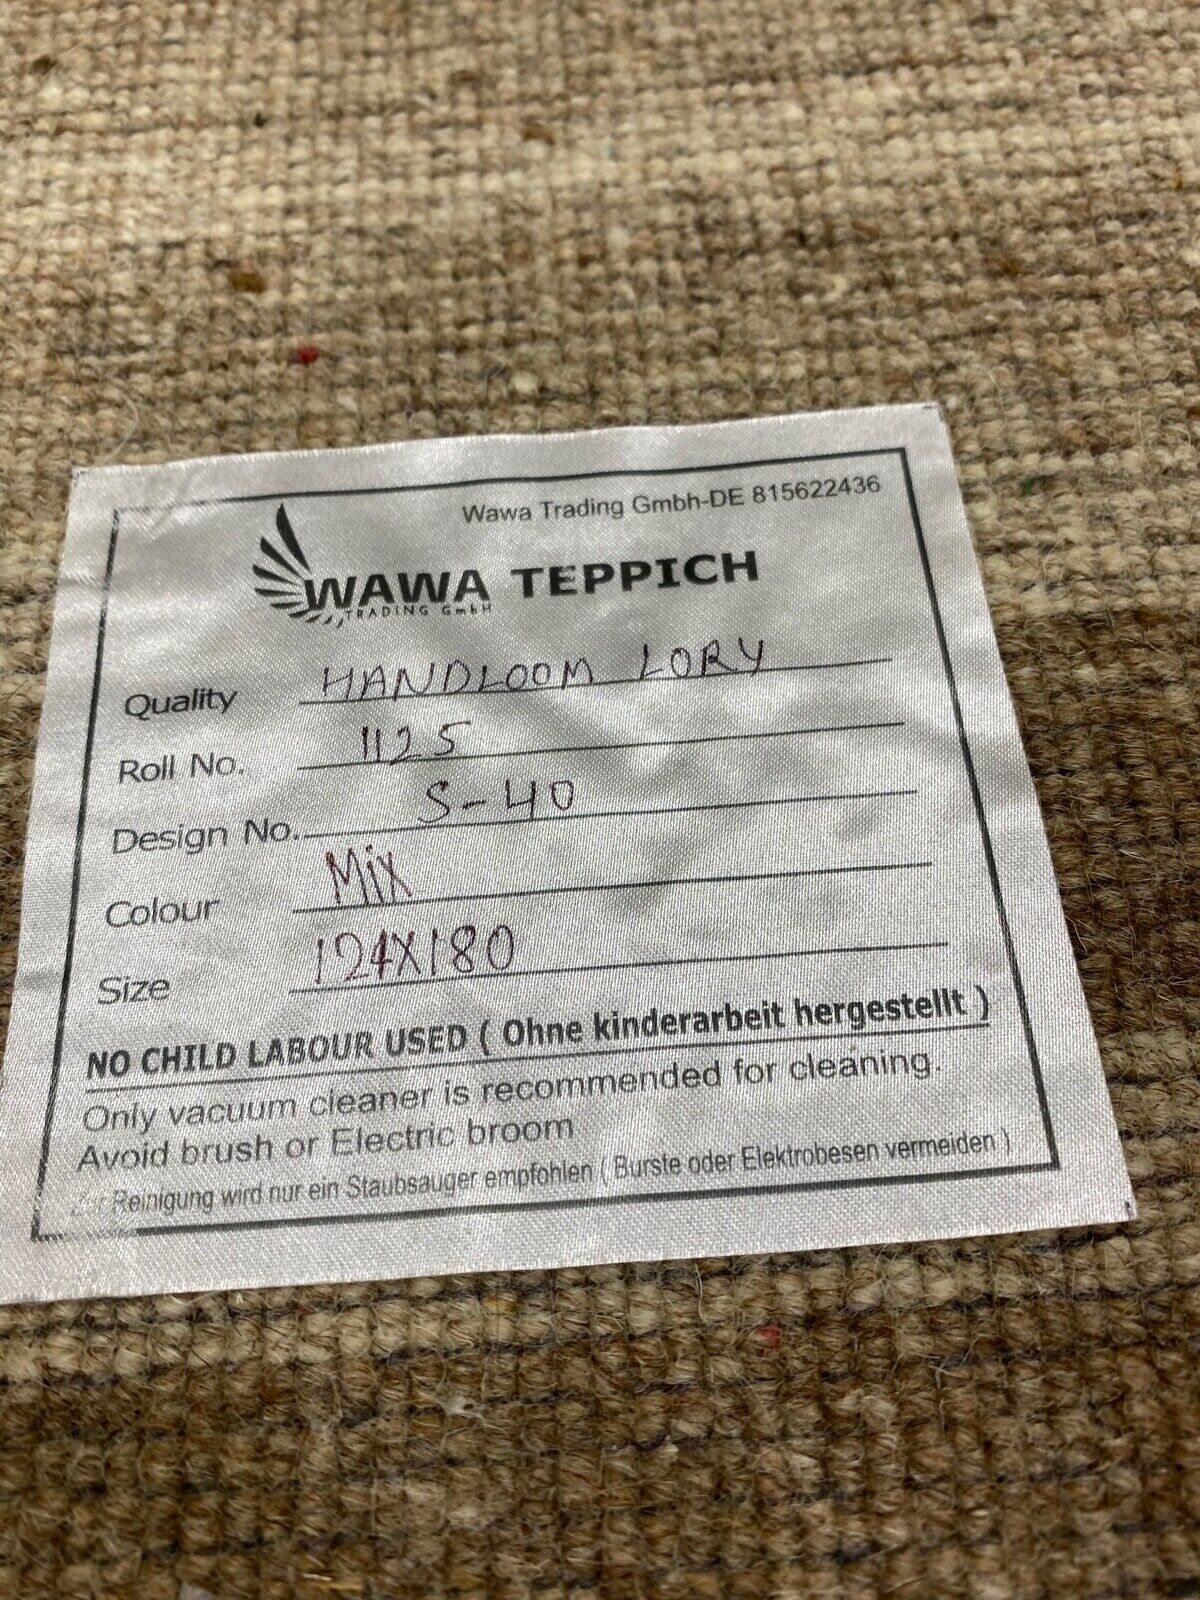 Wawa Trading Gmbh-DE 815622436
WAWA TEPPICH
TRADING GmbH
Quality HANDLOOM LORY
Roll No. 1125
Design No. S-40
Colour Mix
Size 124X180
NO CHILD LABOUR USED ( Ohne kinderarbeit hergestellt )
Only vacuum cleaner is recommended for cleaning.
Avoid brush or Electric broom
Zur Reinigung wird nur ein Staubsauger empfohlen ( Burste oder Elektrobesen vermeiden )